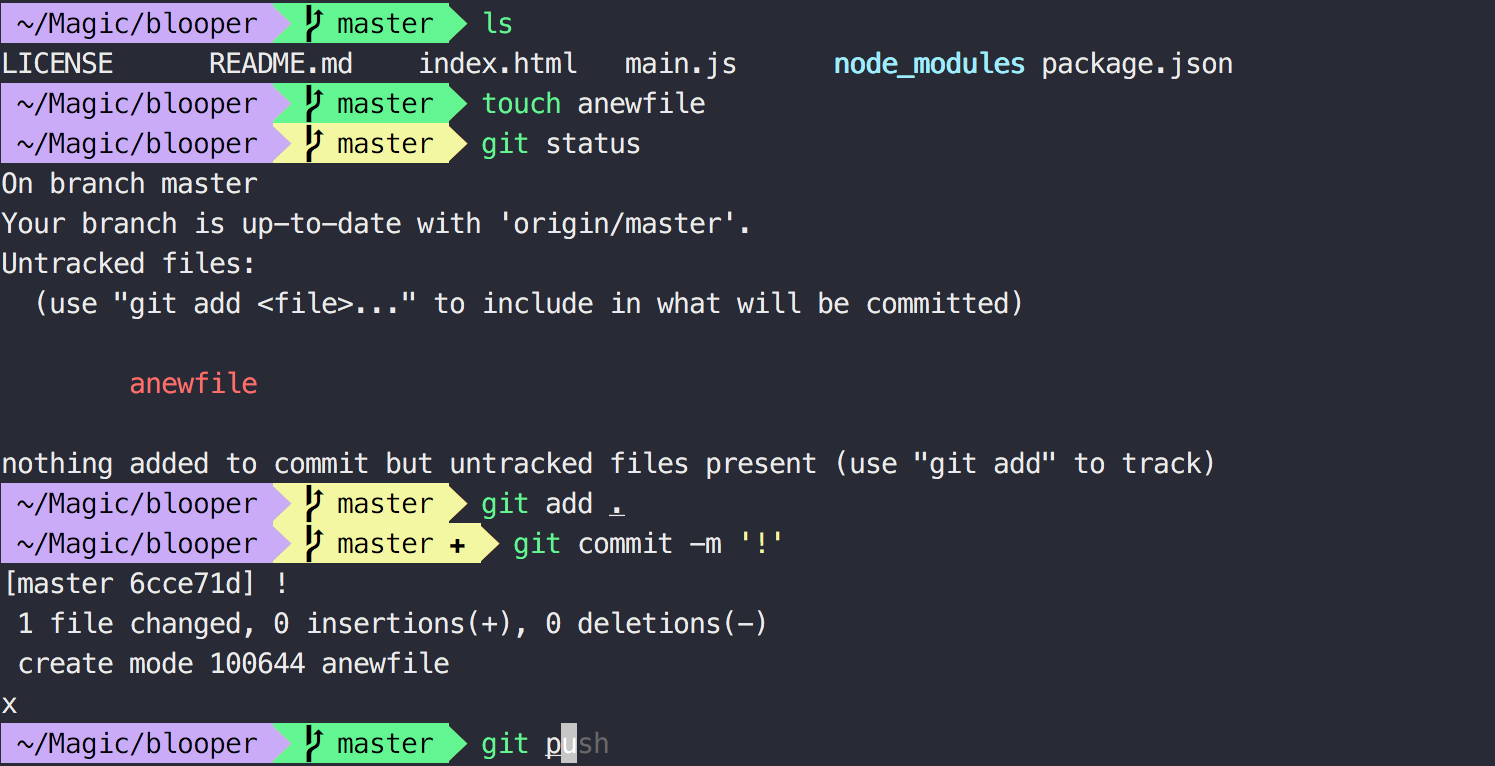 ~/Magic/blooper master ls
LICENSE README.md index.html main.js node_modules package.json
~/Magic/blooper master touch anewfile
~/Magic/blooper master git status
On branch master
Your branch is up-to-date with 'origin/master'.
Untracked files:
(use "git add <file>..." to include in what will be committed)
anewfile
nothing added to commit but untracked files present (use "git add" to track)
~/Magic/blooper master git add .
~/Magic/blooper master + git commit -m '!'
[master 6cce71d] !
1 file changed, 0 insertions(+), 0 deletions(-)
create mode 100644 anewfile
x
~/Magic/blooper master git push